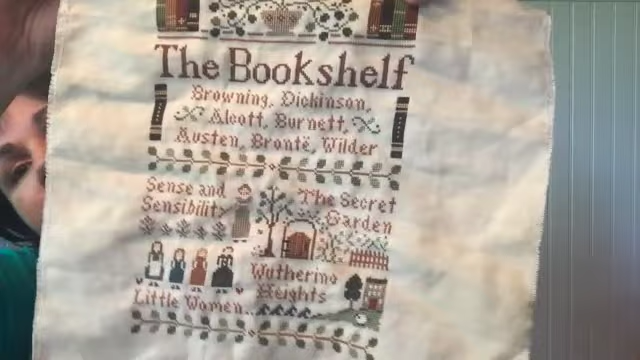 The Bookshelf
Browning, Dickinson,
Alcott, Burnett,
Austen, Brontë, Wilder
Sense and
Sensibility
The Secret
Garden
Wuthering
Heights
Little Women